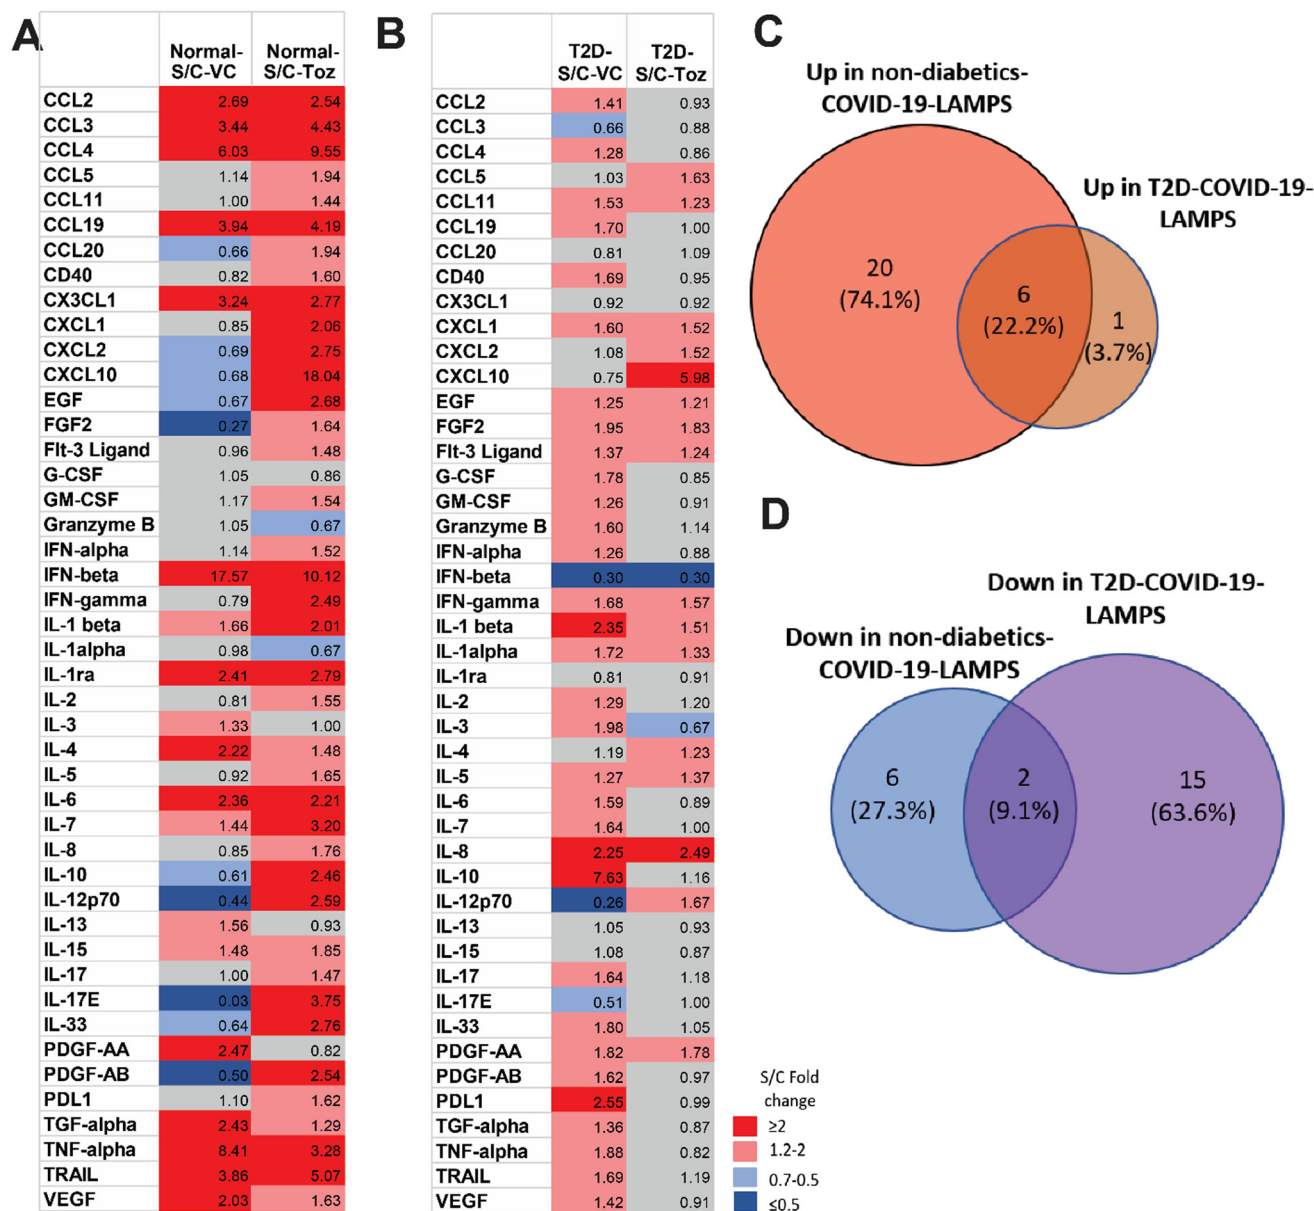 A
Normal-
S/C-VC
Normal-
S/C-Toz
CCL2 2.69 2.54
CCL3 3.44 4.43
CCL4 6.03 9.55
CCL5 1.14 1.94
CCL11 1.00 1.44
CCL19 3.94 4.19
CCL20 0.66 1.94
CD40 0.82 1.60
CX3CL1 3.24 2.77
CXCL1 0.85 2.06
CXCL2 0.69 2.75
CXCL10 0.68 18.04
EGF 0.67 2.68
FGF2 0.27 1.64
Flt-3 Ligand 0.96 1.48
G-CSF 1.05 0.86
GM-CSF 1.17 1.54
Granzyme B 1.05 0.67
IFN-alpha 1.14 1.52
IFN-beta 17.57 10.12
IFN-gamma 0.79 2.49
IL-1 beta 1.66 2.01
IL-1alpha 0.98 0.67
IL-1ra 2.41 2.79
IL-2 0.81 1.55
IL-3 1.33 1.00
IL-4 2.22 1.48
IL-5 0.92 1.65
IL-6 2.36 2.21
IL-7 1.44 3.20
IL-8 0.85 1.76
IL-10 0.61 2.46
IL-12p70 0.44 2.59
IL-13 1.56 0.93
IL-15 1.48 1.85
IL-17 1.00 1.47
IL-17E 0.03 3.75
IL-33 0.64 2.76
PDGF-AA 2.47 0.82
PDGF-AB 0.50 2.54
PDL1 1.10 1.62
TGF-alpha 2.43 1.29
TNF-alpha 8.41 3.28
TRAIL 3.86 5.07
VEGF 2.03 1.63
B
T2D-
S/C-VC
T2D-
S/C-Toz
CCL2 1.41 0.93
CCL3 0.66 0.88
CCL4 1.28 0.86
CCL5 1.03 1.63
CCL11 1.53 1.23
CCL19 1.70 1.00
CCL20 0.81 1.09
CD40 1.69 0.95
CX3CL1 0.92 0.92
CXCL1 1.60 1.52
CXCL2 1.08 1.52
CXCL10 0.75 5.98
EGF 1.25 1.21
FGF2 1.95 1.83
Flt-3 Ligand 1.37 1.24
G-CSF 1.78 0.85
GM-CSF 1.26 0.91
Granzyme B 1.60 1.14
IFN-alpha 1.26 0.88
IFN-beta 0.30 0.30
IFN-gamma 1.68 1.57
IL-1 beta 2.35 1.51
IL-1alpha 1.72 1.33
IL-1ra 0.81 0.91
IL-2 1.29 1.20
IL-3 1.98 0.67
IL-4 1.19 1.23
IL-5 1.27 1.37
IL-6 1.59 0.89
IL-7 1.64 1.00
IL-8 2.25 2.49
IL-10 7.63 1.16
IL-12p70 0.26 1.67
IL-13 1.05 0.93
IL-15 1.08 0.87
IL-17 1.64 1.18
IL-17E 0.51 1.00
IL-33 1.80 1.05
PDGF-AA 1.82 1.78
PDGF-AB 1.62 0.97
PDL1 2.55 0.99
TGF-alpha 1.36 0.87
TNF-alpha 1.88 0.82
TRAIL 1.69 1.19
VEGF 1.42 0.91
C
Up in non-diabetics-
COVID-19-LAMPS
Up in T2D-COVID-19-
LAMPS
20
(74.1%)
6
(22.2%)
1
(3.7%)
D
Down in T2D-COVID-19-
LAMPS
Down in non-diabetics-
COVID-19-LAMPS
6
(27.3%)
2
(9.1%)
15
(63.6%)
S/C Fold
change
≥2
1.2-2
0.7-0.5
≤0.5